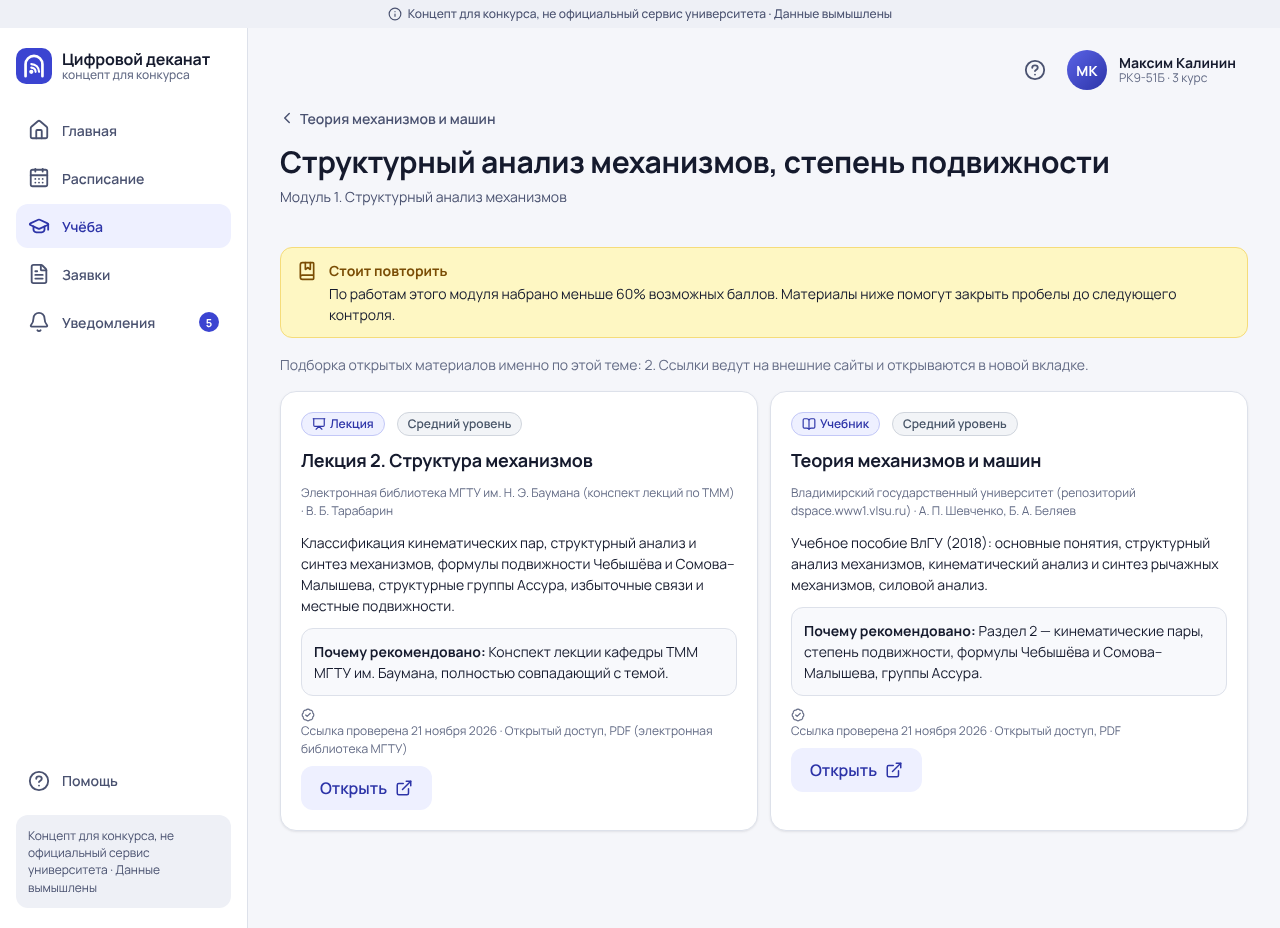 Концепт для конкурса, не официальный сервис университета · Данные вымышлены
Цифровой деканат
концепт для конкурса
Главная
Расписание
Учёба
Заявки
Уведомления
5
Помощь
Концепт для конкурса, не
официальный сервис
университета · Данные
вымышлены
МК
Максим Калинин
РК9-51Б · 3 курс
Теория механизмов и машин
Структурный анализ механизмов, степень подвижности
Модуль 1. Структурный анализ механизмов
Стоит повторить
По работам этого модуля набрано меньше 60% возможных баллов. Материалы ниже помогут закрыть пробелы до следующего
контроля.
Подборка открытых материалов именно по этой теме: 2. Ссылки ведут на внешние сайты и открываются в новой вкладке.
Лекция
Средний уровень
Лекция 2. Структура механизмов
Электронная библиотека МГТУ им. Н. Э. Баумана (конспект лекций по ТММ)
· В. Б. Тарабарин
Классификация кинематических пар, структурный анализ и
синтез механизмов, формулы подвижности Чебышёва и Сомова–
Малышева, структурные группы Ассура, избыточные связи и
местные подвижности.
Почему рекомендовано: Конспект лекции кафедры ТММ
МГТУ им. Баумана, полностью совпадающий с темой.
Ссылка проверена 21 ноября 2026 · Открытый доступ, PDF (электронная
библиотека МГТУ)
Открыть
Учебник
Средний уровень
Теория механизмов и машин
Владимирский государственный университет (репозиторий
dspace.www1.vlsu.ru) · А. П. Шевченко, Б. А. Беляев
Учебное пособие ВлГУ (2018): основные понятия, структурный
анализ механизмов, кинематический анализ и синтез рычажных
механизмов, силовой анализ.
Почему рекомендовано: Раздел 2 — кинематические пары,
степень подвижности, формулы Чебышёва и Сомова–
Малышева, группы Ассура.
Ссылка проверена 21 ноября 2026 · Открытый доступ, PDF
Открыть